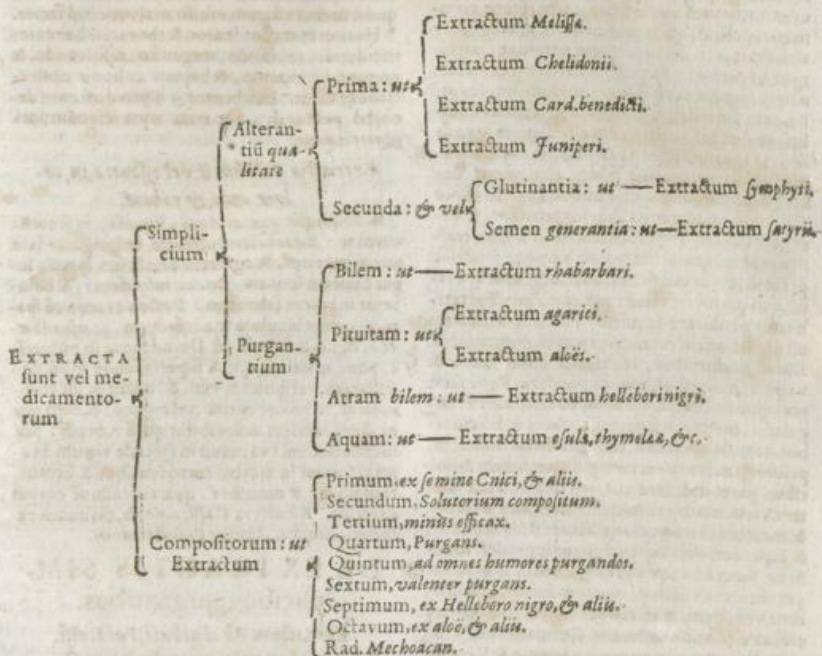 EXTRACTA
sunt vel me-
dicamento-
rum
Simpli-
cium
Alteran-
tiũ qua-
litate
Prima: ut
Extractum Melissæ.
Extractum Chelidonii.
Extractum Card. benedicti.
Extractum Juniperi.
Secunda: & vel
Glutinantia: ut — Extractum symphyti.
Semen generantia: ut — Extractum satyrii.
Purgan-
tium
Bilem: ut — Extractum rhabarbari.
Pituitam: ut
Extractum agarici.
Extractum aloës.
Atram bilem: ut — Extractum hellebori nigri.
Aquam: ut — Extractum esulæ, thymeleæ, &c.
Compositorum: ut
Extractum
Primum, ex semine Cnici, & aliis.
Secundum, Solutorium compositum.
Tertium, minùs efficax.
Quartum, Purgans.
Quintum, ad omnes humores purgandos.
Sextum, valenter purgans.
Septimum, ex Helleboro nigro, & aliis.
Octavum, ex aloë, & aliis.
Rad. Mechoacan.